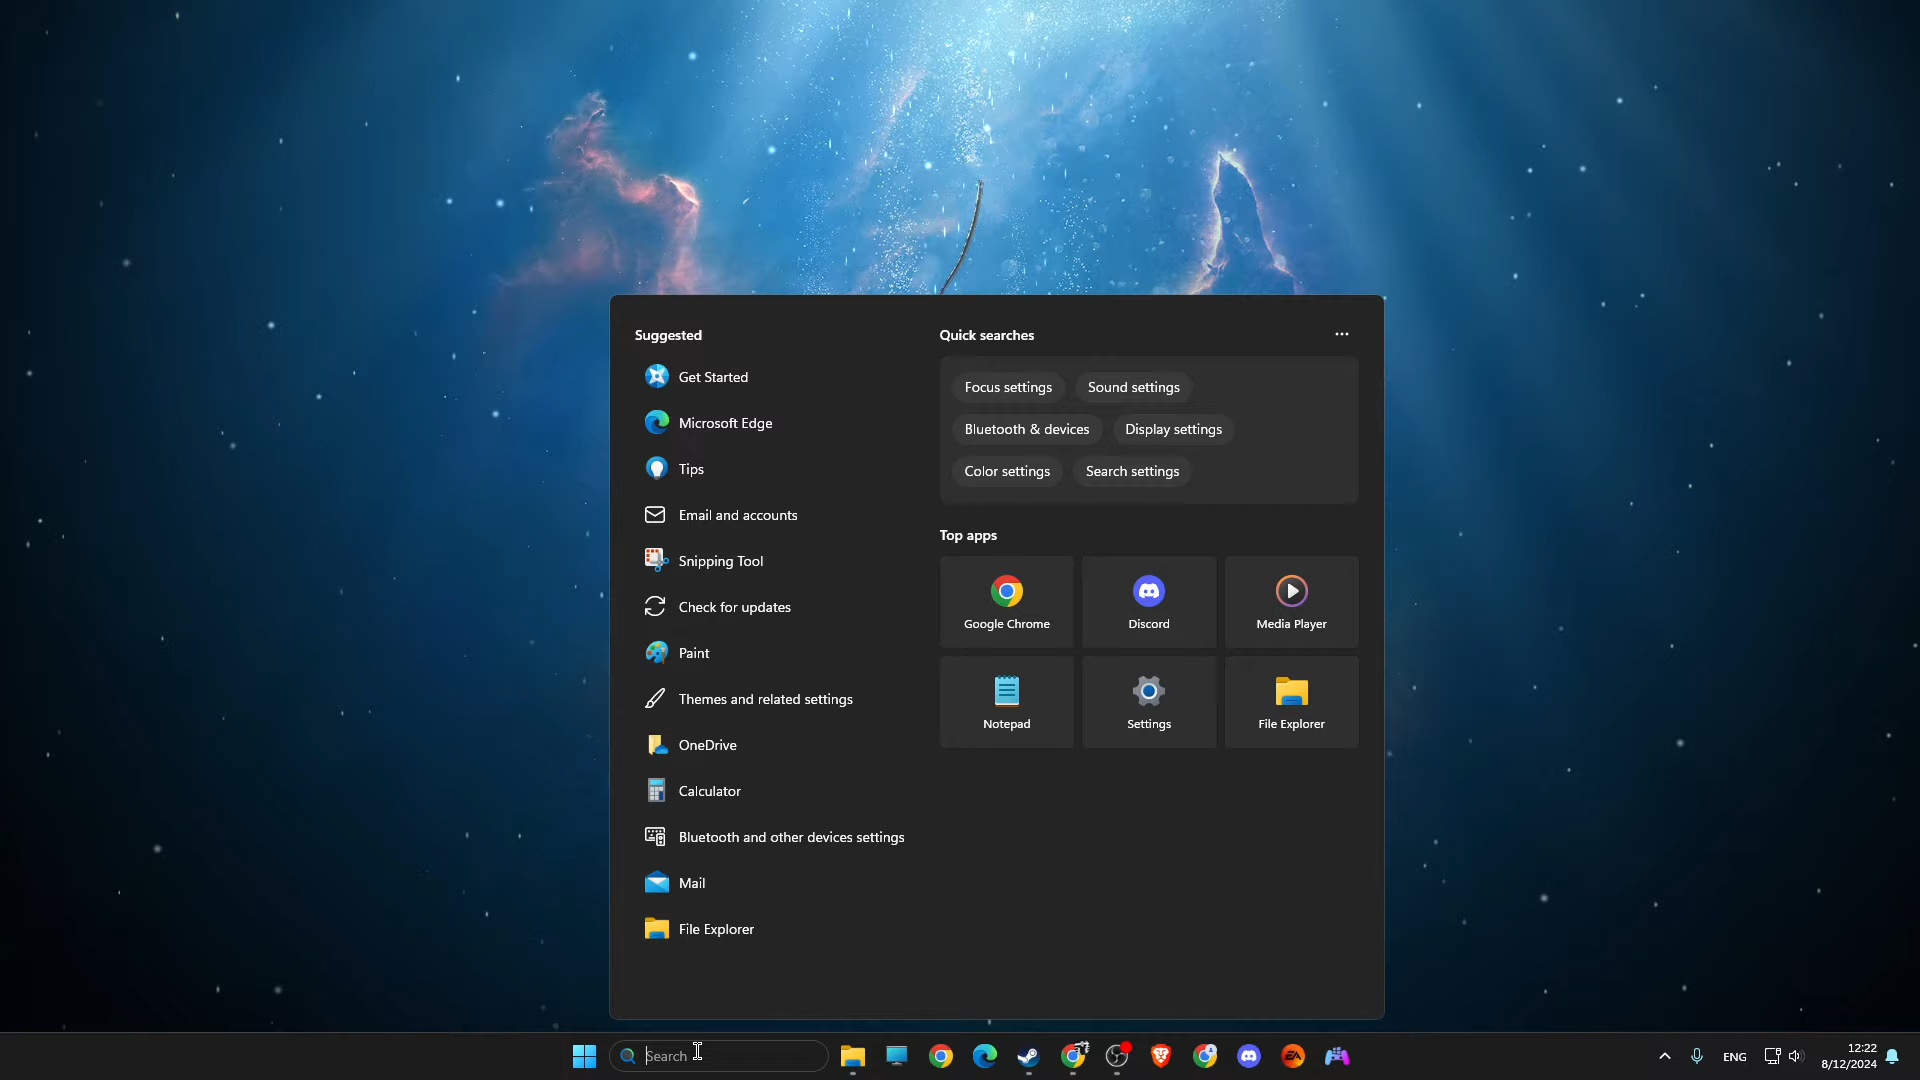 Suggested
Get Started
Microsoft Edge
Tips
Email and accounts
Snipping Tool
Check for updates
Paint
Themes and related settings
OneDrive
Calculator
Bluetooth and other devices settings
Mail
File Explorer
Quick searches
Focus settings
Sound settings
Bluetooth & devices
Display settings
Color settings
Search settings
Top apps
Google Chrome
Discord
Media Player
Notepad
Settings
File Explorer
Search
EA
ENG
12:22
8/12/2024